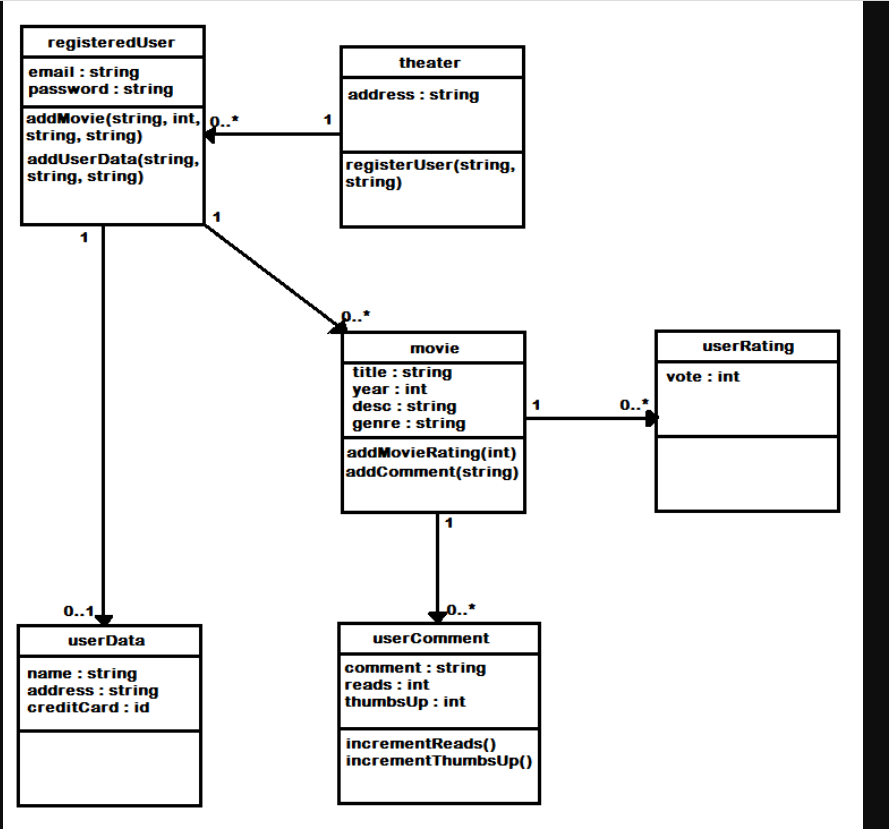 registeredUser
email : string
password : string
addMovie(string, int,
string, string)
addUserData(string,
string, string)
0..*
1
theater
address : string
registerUser(string,
string)
1
1
0..*
movie
title : string
year : int
desc : string
genre : string
addMovieRating(int)
addComment(string)
1
0..*
userRating
vote : int
1
0..*
0..1
userData
name : string
address : string
creditCard : id
userComment
comment : string
reads : int
thumbsUp : int
incrementReads()
incrementThumbsUp()